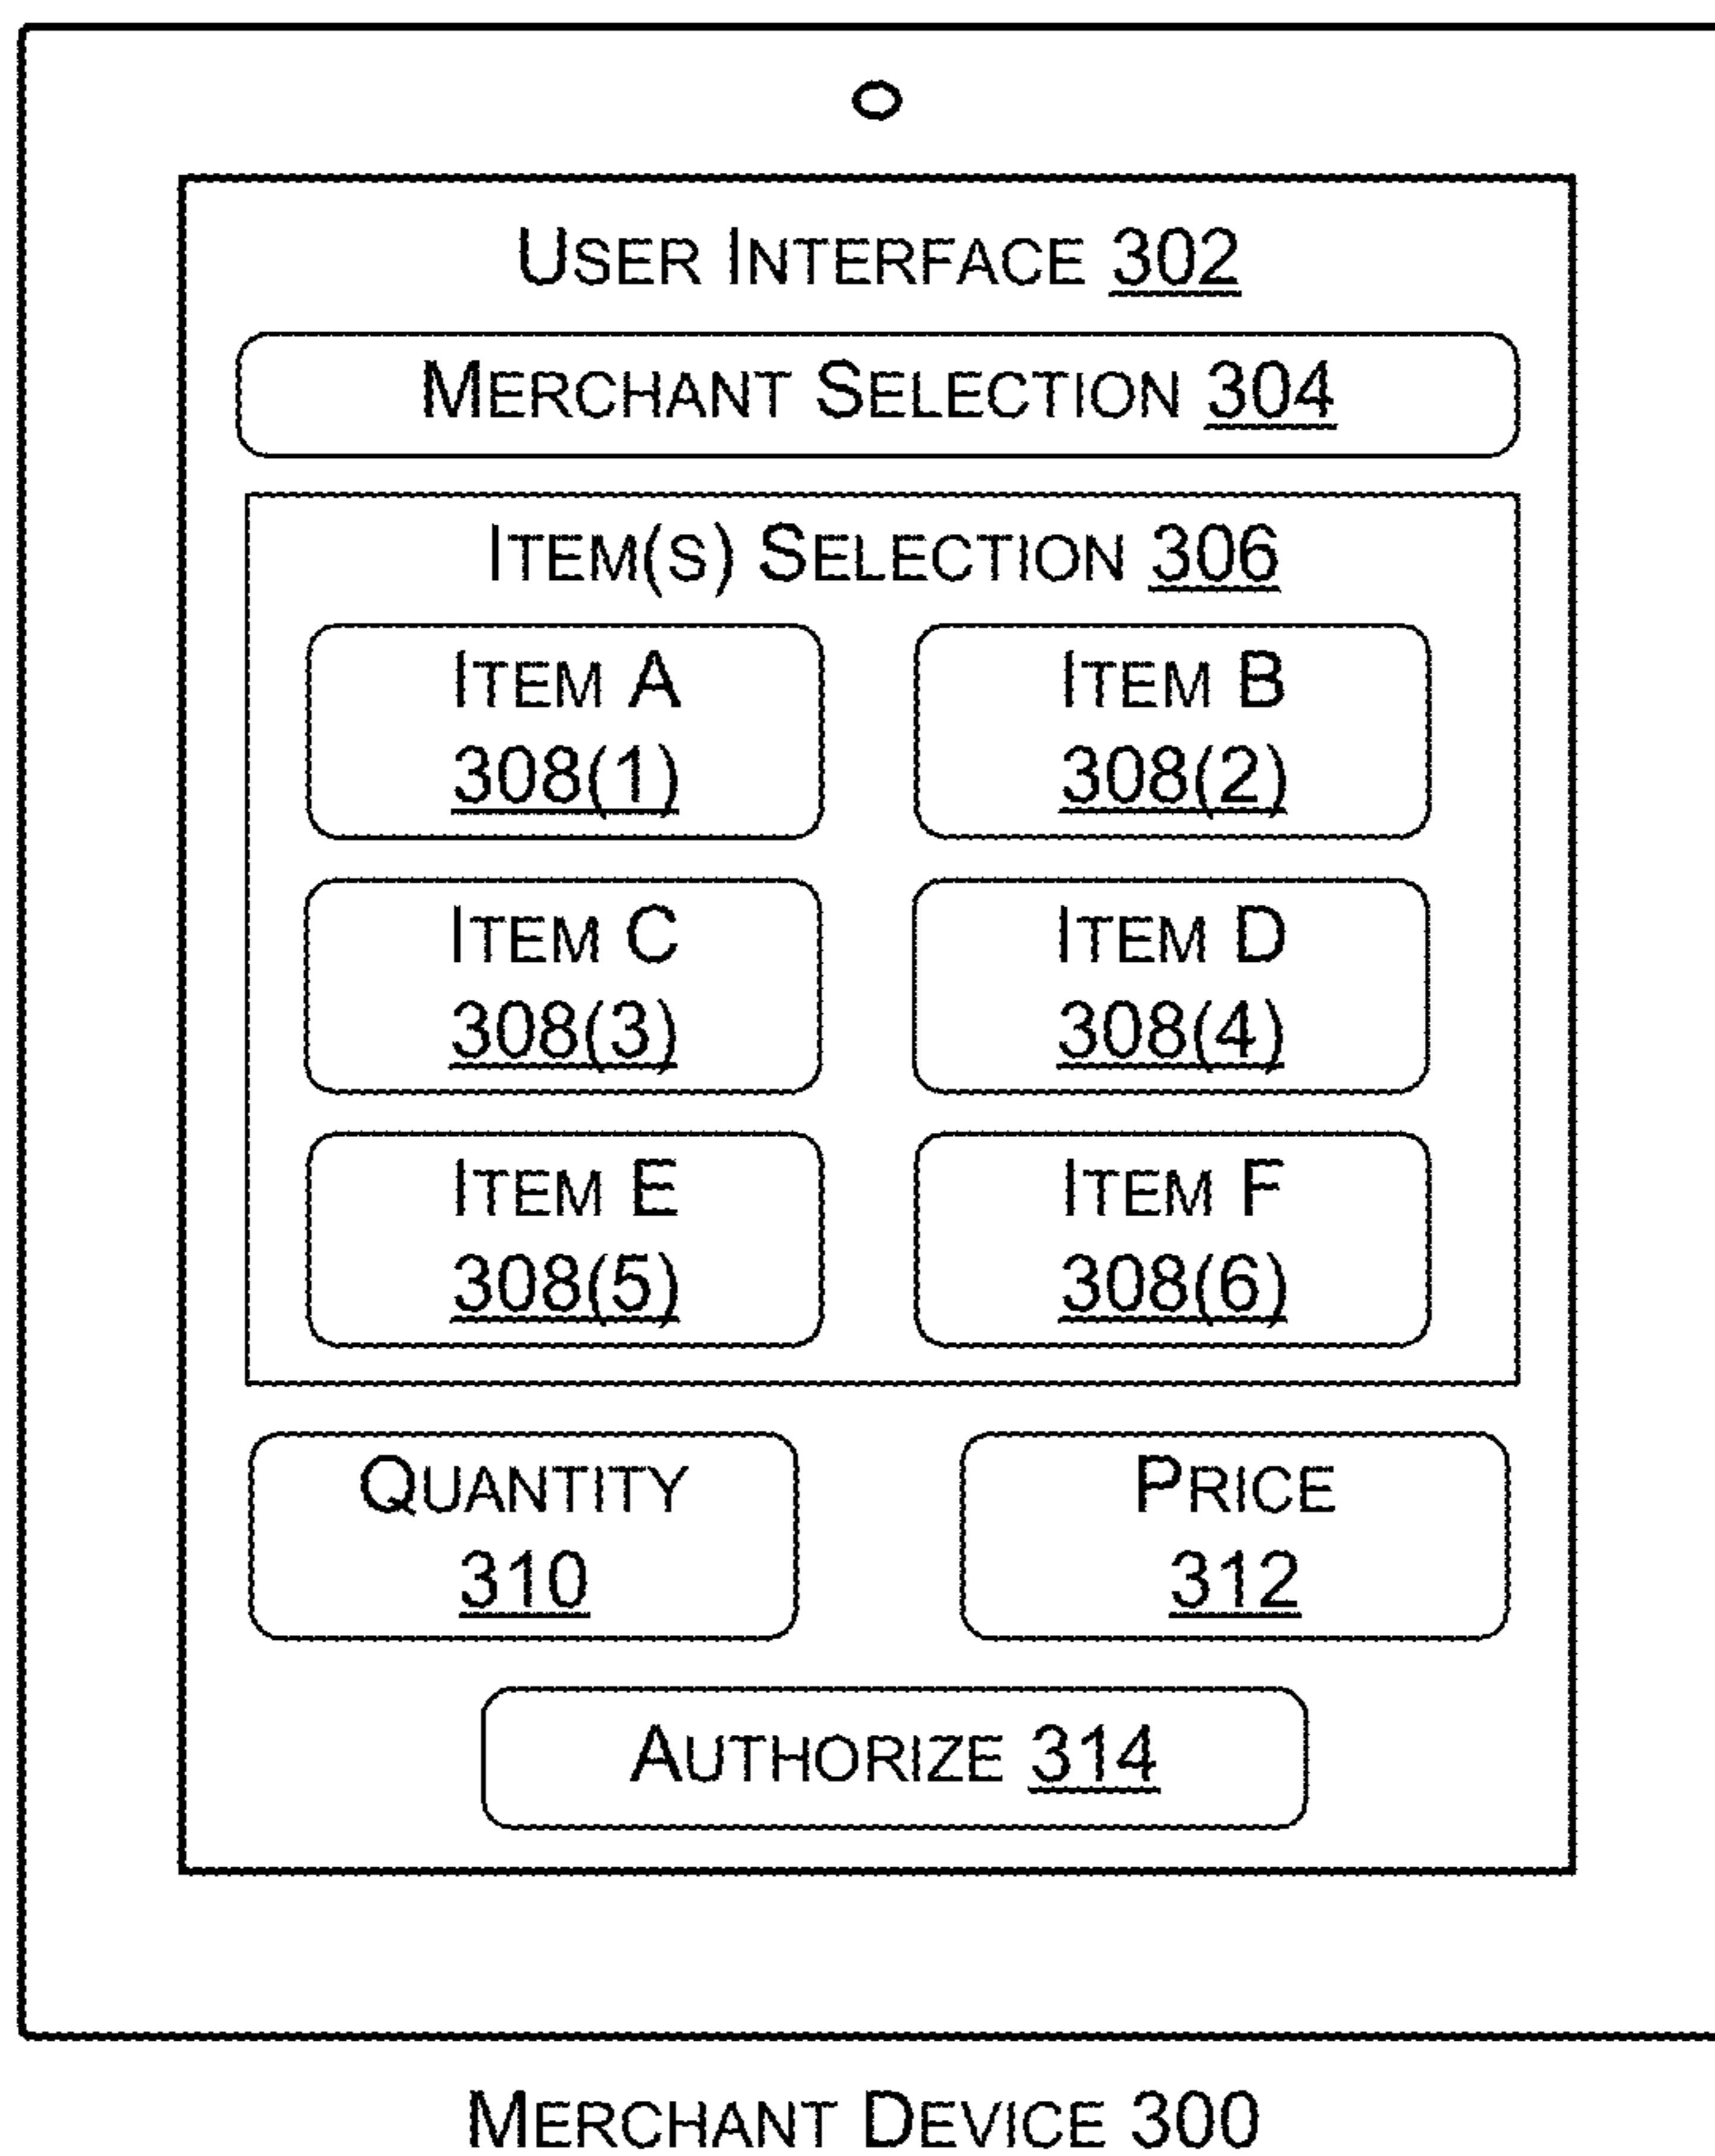 USER INTERFACE 302
MERCHANT SELECTION 304
ITEM(S) SELECTION 306
ITEM A
308(1)
ITEM B
308(2)
ITEM C
308(3)
ITEM D
308(4)
ITEM E
308(5)
ITEM F
308(6)
QUANTITY
310
PRICE
312
AUTHORIZE 314
MERCHANT DEVICE 300